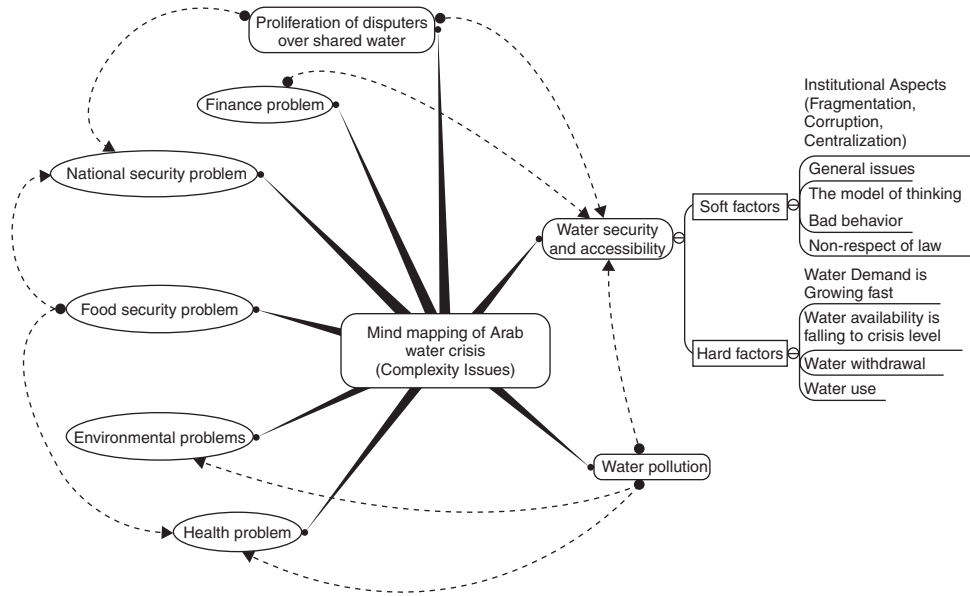 Proliferation of disputers
over shared water
Finance problem
National security problem
Food security problem
Environmental problems
Health problem
Mind mapping of Arab
water crisis
(Complexity Issues)
Water security
and accessibility
Water pollution
Soft factors
Institutional Aspects
(Fragmentation,
Corruption,
Centralization)
General issues
The model of thinking
Bad behavior
Non-respect of law
Hard factors
Water Demand is
Growing fast
Water availability is
falling to crisis level
Water withdrawal
Water use